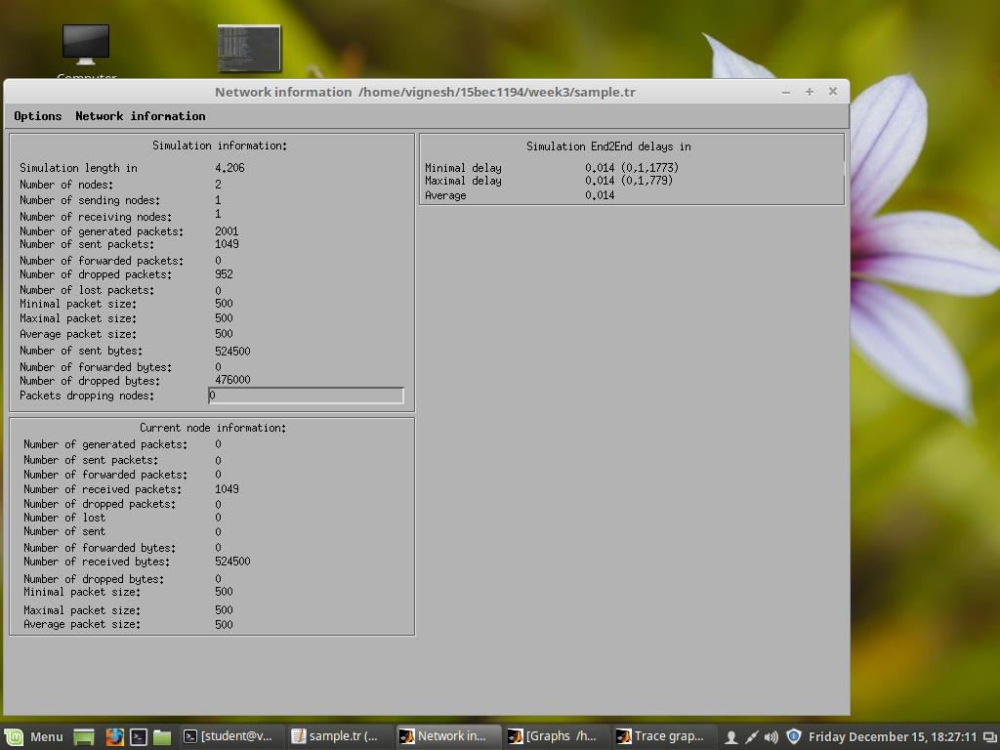 Computer
Network information /home/vignesh/15bec1194/week3/sample.tr
Options Network information
Simulation information:
Simulation length in 4.206
Number of nodes: 2
Number of sending nodes: 1
Number of receiving nodes: 1
Number of generated packets: 2001
Number of sent packets: 1049
Number of forwarded packets: 0
Number of dropped packets: 952
Number of lost packets: 0
Minimal packet size: 500
Maximal packet size: 500
Average packet size: 500
Number of sent bytes: 524500
Number of forwarded bytes: 0
Number of dropped bytes: 476000
Packets dropping nodes: 0
Simulation End2End delays in
Minimal delay 0.014 (0,1,1773)
Maximal delay 0.014 (0,1,779)
Average 0.014
Current node information:
Number of generated packets: 0
Number of sent packets: 0
Number of forwarded packets: 0
Number of received packets: 1049
Number of dropped packets: 0
Number of lost 0
Number of sent 0
Number of forwarded bytes: 0
Number of received bytes: 524500
Number of dropped bytes: 0
Minimal packet size: 500
Maximal packet size: 500
Average packet size: 500
Menu [student@v... sample.tr (... Network in... [Graphs /h... Trace grap... Friday December 15, 18:27:11